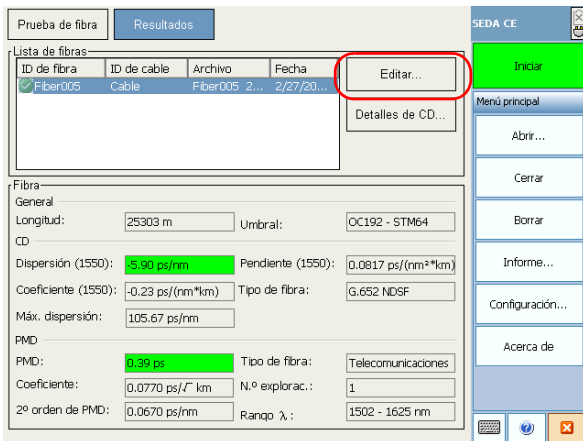 Prueba de fibra
Resultados
SEDA CE
Lista de fibras
ID de fibra ID de cable Archivo Fecha
Fiber005 Cable Fiber005 2... 2/27/20...
Editar...
Detalles de CD...
Iniciar
Menú principal
Abrir...
Cerrar
Borrar
Informe...
Configuración...
Acerca de
Fibra
General
Longitud: 25303 m Umbral: OC192 - STM64
CD
Dispersión (1550): -5.90 ps/nm Pendiente (1550): 0.0817 ps/(nm²*km)
Coeficiente (1550): -0.23 ps/(nm*km) Tipo de fibra: G.652 NDSF
Máx. dispersión: 105.67 ps/nm
PMD
PMD: 0.39 ps Tipo de fibra: Telecomunicaciones
Coeficiente: 0.0770 ps/√ km N.º explorac.: 1
2º orden de PMD: 0.0670 ps/nm Rango λ : 1502 - 1625 nm